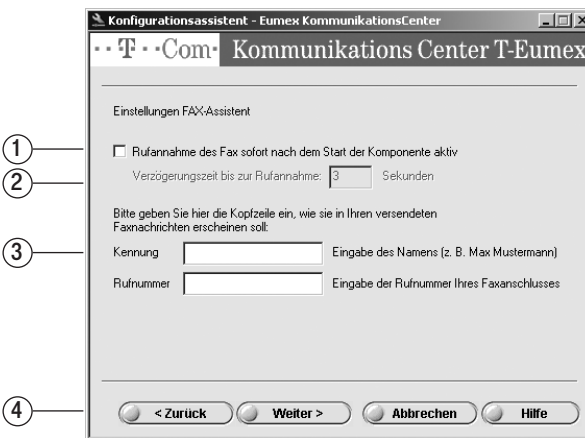 Konfigurationsassistent - Eumex KommunikationsCenter
··T··Com· Kommunikations Center T-Eumex
Einstellungen FAX-Assistent
1
Rufannahme des Fax sofort nach dem Start der Komponente aktiv
2
Verzögerungszeit bis zur Rufannahme: 3 Sekunden
Bitte geben Sie hier die Kopfzeile ein, wie sie in Ihren versendeten
Faxnachrichten erscheinen soll:
3
Kennung Eingabe des Namens (z. B. Max Mustermann)
Rufnummer Eingabe der Rufnummer Ihres Faxanschlusses
4
< Zurück Weiter > Abbrechen Hilfe